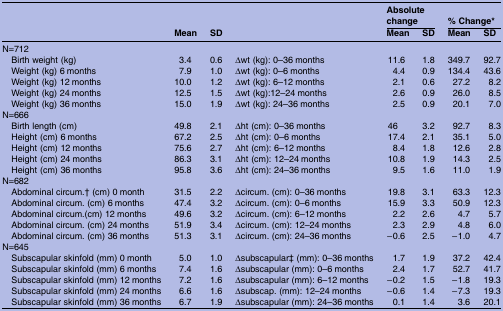 Absolute change % Change*
Mean SD Mean SD Mean SD
N=712
Birth weight (kg) 3.4 0.6 Δwt (kg): 0–36 months 11.6 1.8 349.7 92.7
Weight (kg) 6 months 7.9 1.0 Δwt (kg): 0–6 months 4.4 0.9 134.4 43.6
Weight (kg) 12 months 10.0 1.2 Δwt (kg): 6–12 months 2.1 0.6 27.2 8.2
Weight (kg) 24 months 12.5 1.5 Δwt (kg):12–24 months 2.6 0.9 26.0 8.5
Weight (kg) 36 months 15.0 1.9 Δwt (kg): 24–36 months 2.5 0.9 20.1 7.0
N=666
Birth length (cm) 49.8 2.1 Δht (cm): 0–36 months 46 3.2 92.7 8.3
Height (cm) 6 months 67.2 2.5 Δht (cm): 0–6 months 17.4 2.1 35.1 5.0
Height (cm) 12 months 75.6 2.7 Δht (cm): 6–12 months 8.4 1.8 12.6 2.8
Height (cm) 24 months 86.3 3.1 Δht (cm): 12–24 months 10.8 1.9 14.3 2.5
Height (cm) 36 months 95.8 3.6 Δht (cm): 24–36 months 9.5 1.6 11.0 1.9
N=682
Abdominal circum.† (cm) 0 month 31.5 2.2 Δcircum. (cm): 0–36 months 19.8 3.1 63.3 12.3
Abdominal circum. (cm) 6 months 47.4 3.2 Δcircum. (cm): 0–6 months 15.9 3.3 50.9 12.3
Abdominal circum.(cm) 12 months 49.6 3.2 Δcircum. (cm): 6–12 months 2.2 2.6 4.7 5.7
Abdominal circum. (cm) 24 months 51.9 3.4 Δcircum. (cm): 12–24 months 2.3 2.9 4.8 6.0
Abdominal circum. (cm) 36 months 51.3 3.1 Δcircum. (cm): 24–36 months −0.6 2.5 −1.0 4.7
N=645
Subscapular skinfold (mm) 0 month 5.0 1.0 Δsubscapular‡ (mm): 0–36 months 1.7 1.9 37.2 42.4
Subscapular skinfold (mm) 6 months 7.4 1.6 Δsubscapular (mm): 0–6 months 2.4 1.7 52.7 41.7
Subscapular skinfold (mm) 12 months 7.2 1.6 Δsubscapular (mm): 6–12 months −0.2 1.5 −1.8 19.3
Subscapular skinfold (mm) 24 months 6.6 1.6 Δsubscap. (mm): 12–24 months −0.6 1.4 −7.3 19.3
Subscapular skinfold (mm) 36 months 6.7 1.9 Δsubscapular (mm): 24–36 months 0.1 1.4 3.6 20.1